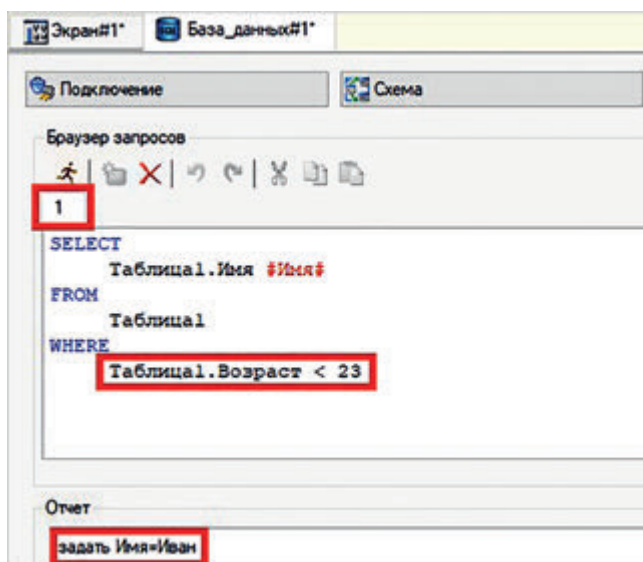 Экран#1* База_данных#1*
Подключение Схема
Браузер запросов
1
SELECT
Таблица1.Имя #Имя#
FROM
Таблица1
WHERE
Таблица1.Возраст < 23
Отчет
задать Имя=Иван